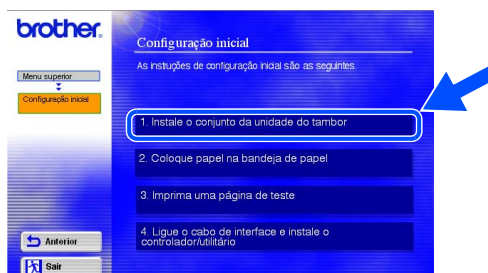 brother.
Configuração inicial
As instuções de configuração inicial são as seguintes.
Menu superior
Configuração inicial
1. Instale o conjunto da unidade do tambor
2. Coloque papel na bandeja de papel
3. Imprima uma página de teste
4. Ligue o cabo de interface e instale o
controlador/utilitário
Anterior
Sair